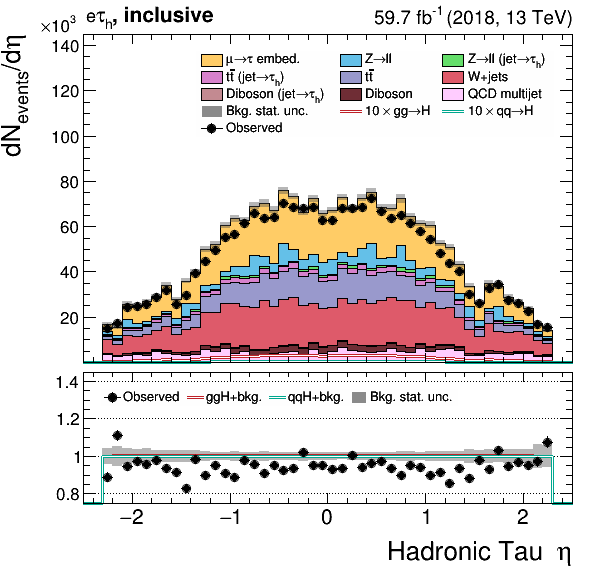 ×10³ eτₕ, inclusive 59.7 fb⁻¹ (2018, 13 TeV)
dN_events/dη
140
120
100
80
60
40
20
μ→τ embed. Z→ll Z→ll (jet→τₕ)
tt̄ (jet→τₕ) tt̄ W+jets
Diboson (jet→τₕ) Diboson QCD multijet
Bkg. stat. unc. 10 × gg→H 10 × qq→H
Observed
1.4
1.2
1
0.8
Observed ggH+bkg. qqH+bkg. Bkg. stat. unc.
−2 −1 0 1 2
Hadronic Tau η